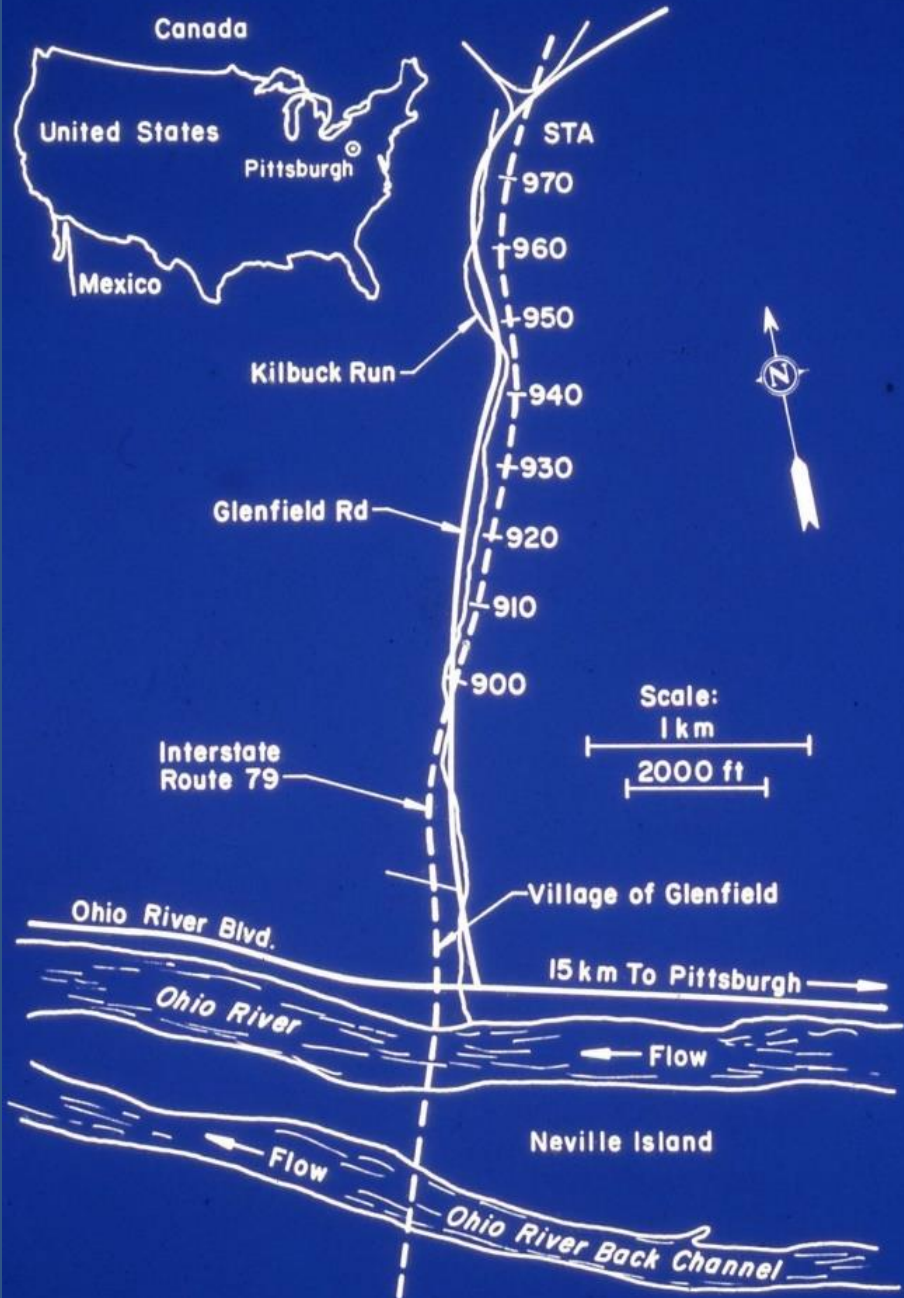 Canada
United States
Pittsburgh
Mexico
STA
970
960
950
Kilbuck Run
940
930
Glenfield Rd
920
910
900
Scale:
1 km
2000 ft
Interstate
Route 79
Village of Glenfield
Ohio River Blvd.
15 km To Pittsburgh
Ohio River
Flow
Neville Island
Flow
Ohio River Back Channel
N